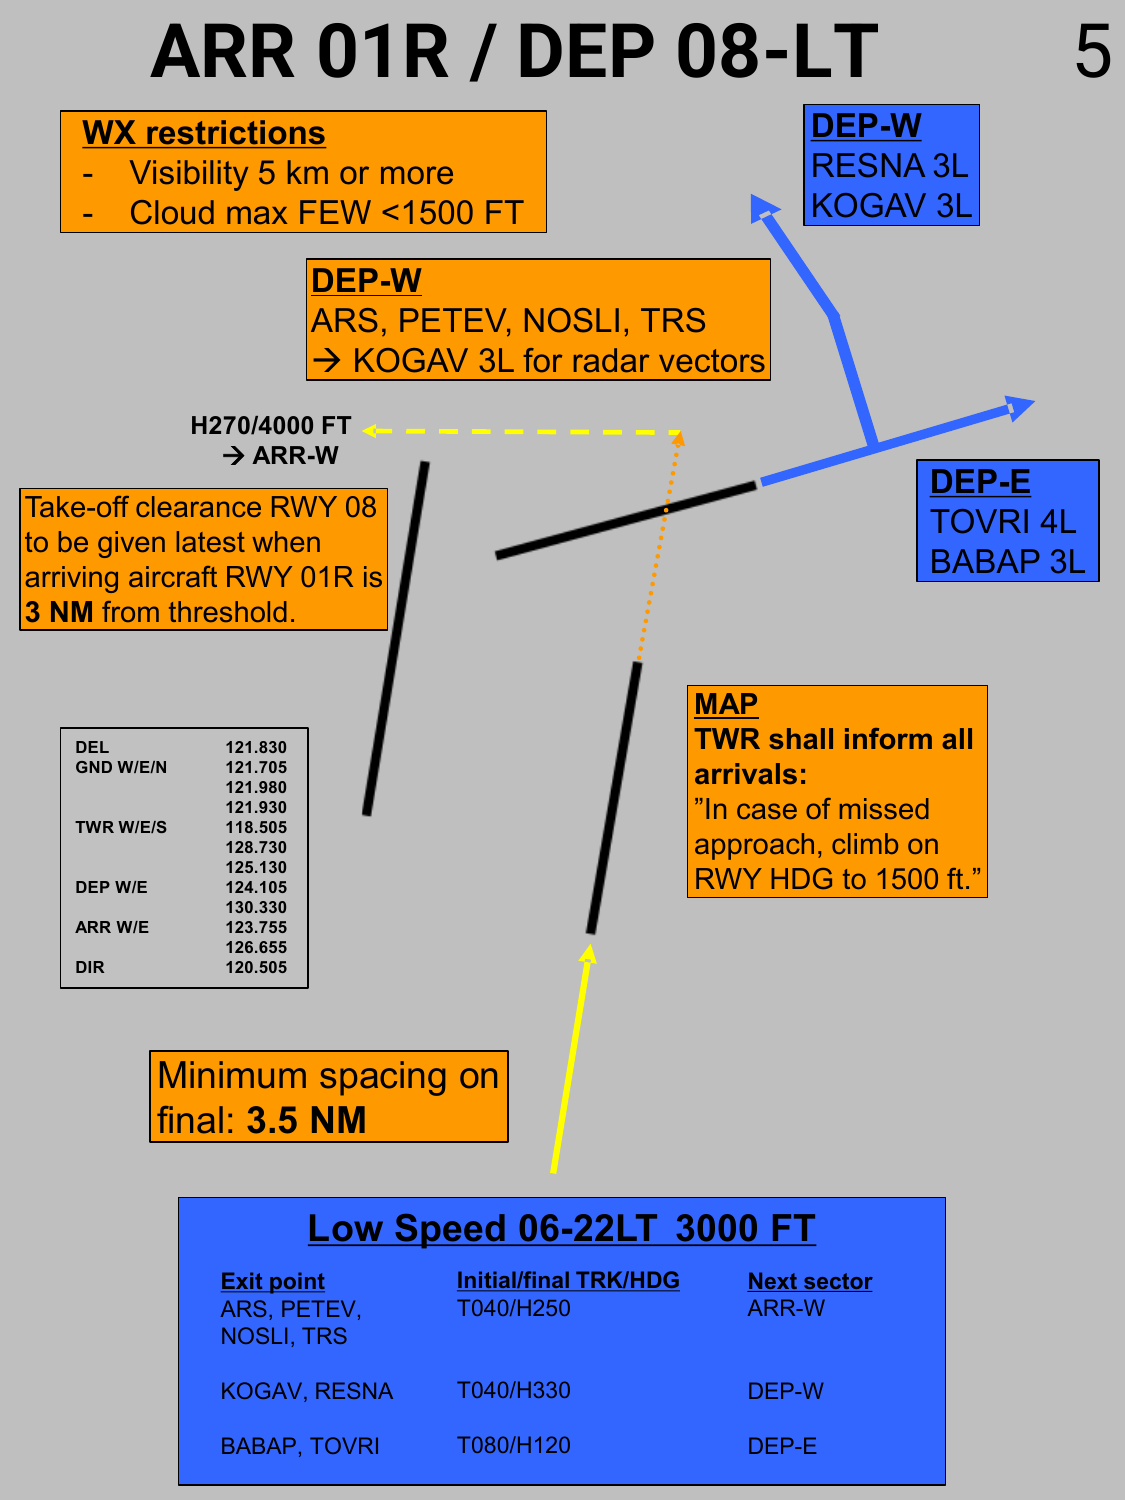 ARR 01R / DEP 08-LT
5
WX restrictions
- Visibility 5 km or more
- Cloud max FEW <1500 FT
DEP-W
RESNA 3L
KOGAV 3L
DEP-W
ARS, PETEV, NOSLI, TRS
→ KOGAV 3L for radar vectors
H270/4000 FT
→ ARR-W
Take-off clearance RWY 08
to be given latest when
arriving aircraft RWY 01R is
3 NM from threshold.
DEP-E
TOVRI 4L
BABAP 3L
MAP
TWR shall inform all
arrivals:
”In case of missed
approach, climb on
RWY HDG to 1500 ft.”
DEL 121.830
GND W/E/N 121.705
121.980
121.930
TWR W/E/S 118.505
128.730
125.130
DEP W/E 124.105
130.330
ARR W/E 123.755
126.655
DIR 120.505
Minimum spacing on
final: 3.5 NM
Low Speed 06-22LT 3000 FT
Exit point Initial/final TRK/HDG Next sector
ARS, PETEV, T040/H250 ARR-W
NOSLI, TRS
KOGAV, RESNA T040/H330 DEP-W
BABAP, TOVRI T080/H120 DEP-E